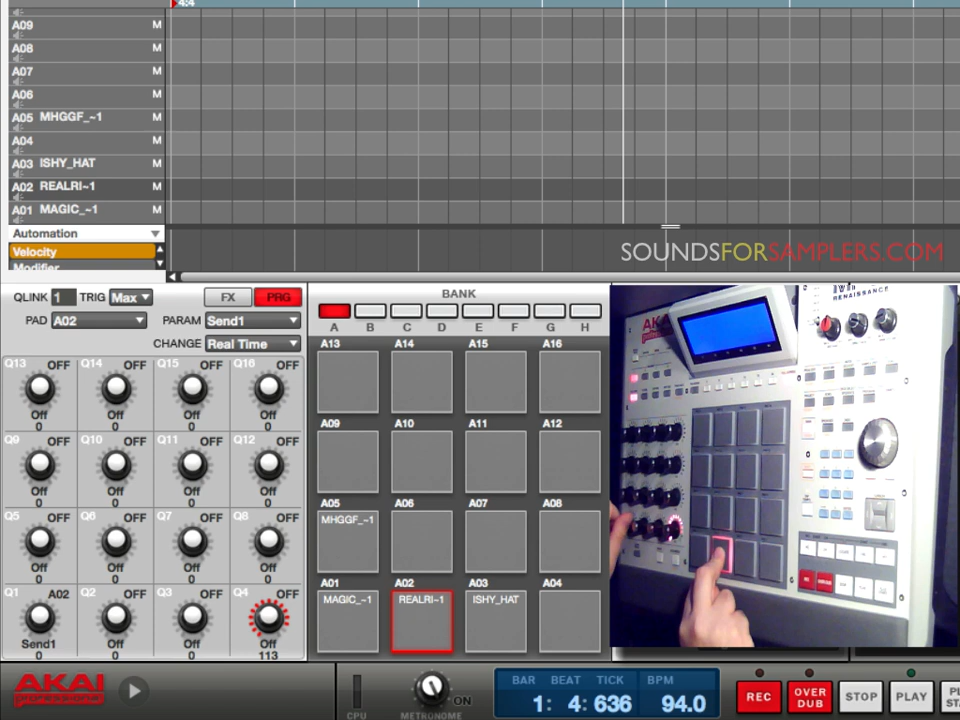 4:4
A09 M
A08 M
A07 M
A06 M
A05 MHGGF_~1 M
A04 M
A03 ISHY_HAT M
A02 REALRI~1 M
A01 MAGIC_~1 M
Automation
Velocity
Modifier
SOUNDSFORSAMPLERS.COM
QLINK 1 TRIG Max FX PRG
PAD A02 PARAM Send1
CHANGE Real Time
Q13 OFF Q14 OFF Q15 OFF Q16 OFF
Off Off Off Off
0 0 0 0
Q9 OFF Q10 OFF Q11 OFF Q12 OFF
Off Off Off Off
0 0 0 0
Q5 OFF Q6 OFF Q7 OFF Q8 OFF
Off Off Off Off
0 0 0 0
Q1 A02 Q2 OFF Q3 OFF Q4 OFF
Send1 Off Off Off
0 0 0 113
BANK
A B C D E F G H
A13 A14 A15 A16
A09 A10 A11 A12
A05 A06 A07 A08
MHGGF_~1
A01 A02 A03 A04
MAGIC_~1 REALRI~1 ISHY_HAT
RENAISSANCE
AKAI
AKAI
professional
CPU
METRONOME
ON
BAR BEAT TICK BPM
1: 4: 636 94.0
REC
OVER DUB
STOP
PLAY